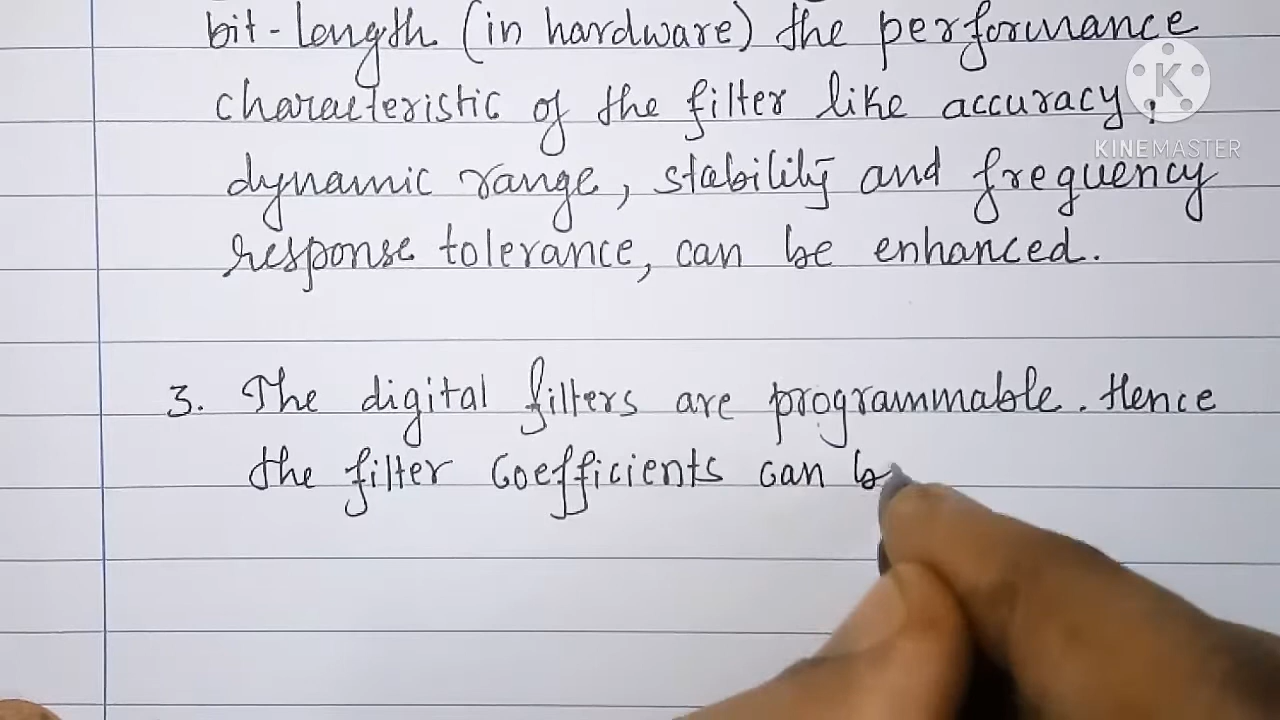 bit-length (in hardware) the performance
characteristic of the filter like accuracy,
dynamic range, stability and frequency
response tolerance, can be enhanced.
3. The digital filters are programmable. Hence
the filter coefficients can b
K
KINEMASTER